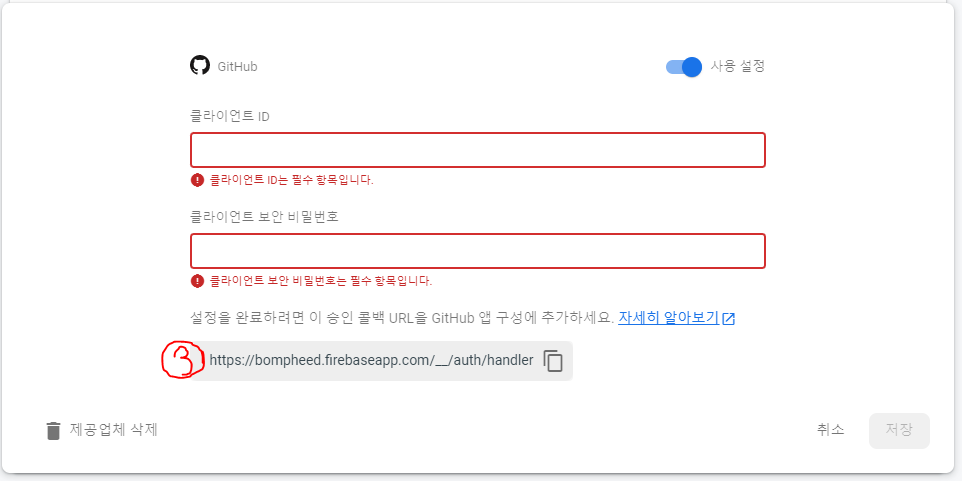 GitHub
사용 설정
클라이언트 ID
클라이언트 ID는 필수 항목입니다.
클라이언트 보안 비밀번호
클라이언트 보안 비밀번호는 필수 항목입니다.
설정을 완료하려면 이 승인 콜백 URL을 GitHub 앱 구성에 추가하세요. 자세히 알아보기
3 https://bompheed.firebaseapp.com/__/auth/handler
제공업체 삭제
취소
저장